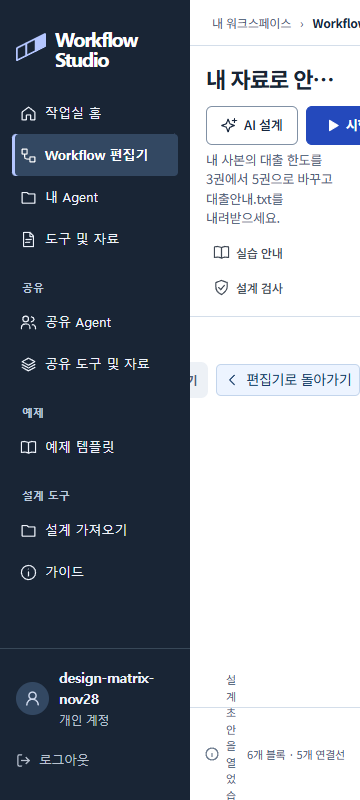 Workflow
Studio
작업실 홈
Workflow 편집기
내 Agent
도구 및 자료
공유
공유 Agent
공유 도구 및 자료
예제
예제 템플릿
설계 도구
설계 가져오기
가이드
design-matrix-
nov28
개인 계정
로그아웃
내 워크스페이스 › Workflow
내 자료로 안…
AI 설계
내 사본의 대출 한도를
3권에서 5권으로 바꾸고
대출안내.txt를
내려받으세요.
실습 안내
설계 검사
기
편집기로 돌아가기
설
계
초
안
을
열
었
습
6개 블록 · 5개 연결선